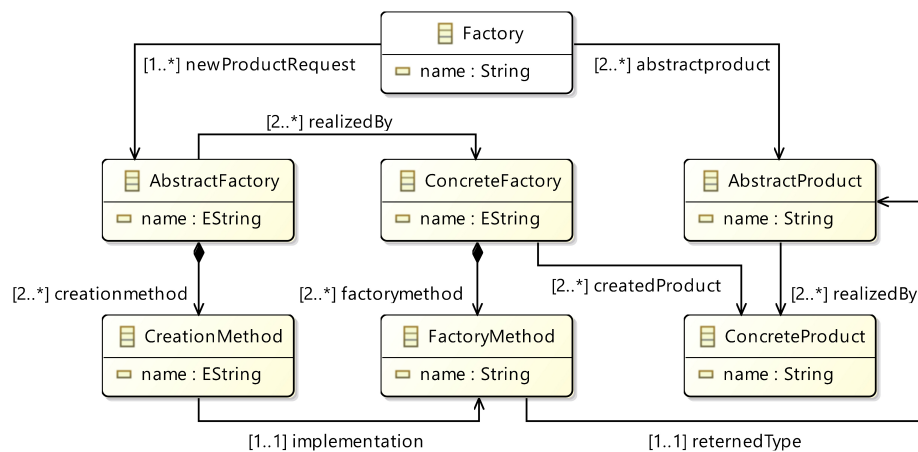 Factory
name : String
[1..*] newProductRequest
[2..*] abstractproduct
[2..*] realizedBy
AbstractFactory
name : EString
ConcreteFactory
name : EString
AbstractProduct
name : String
[2..*] creationmethod
[2..*] factorymethod
[2..*] createdProduct
[2..*] realizedBy
CreationMethod
name : EString
FactoryMethod
name : String
ConcreteProduct
name : String
[1..1] implementation
[1..1] reternedType